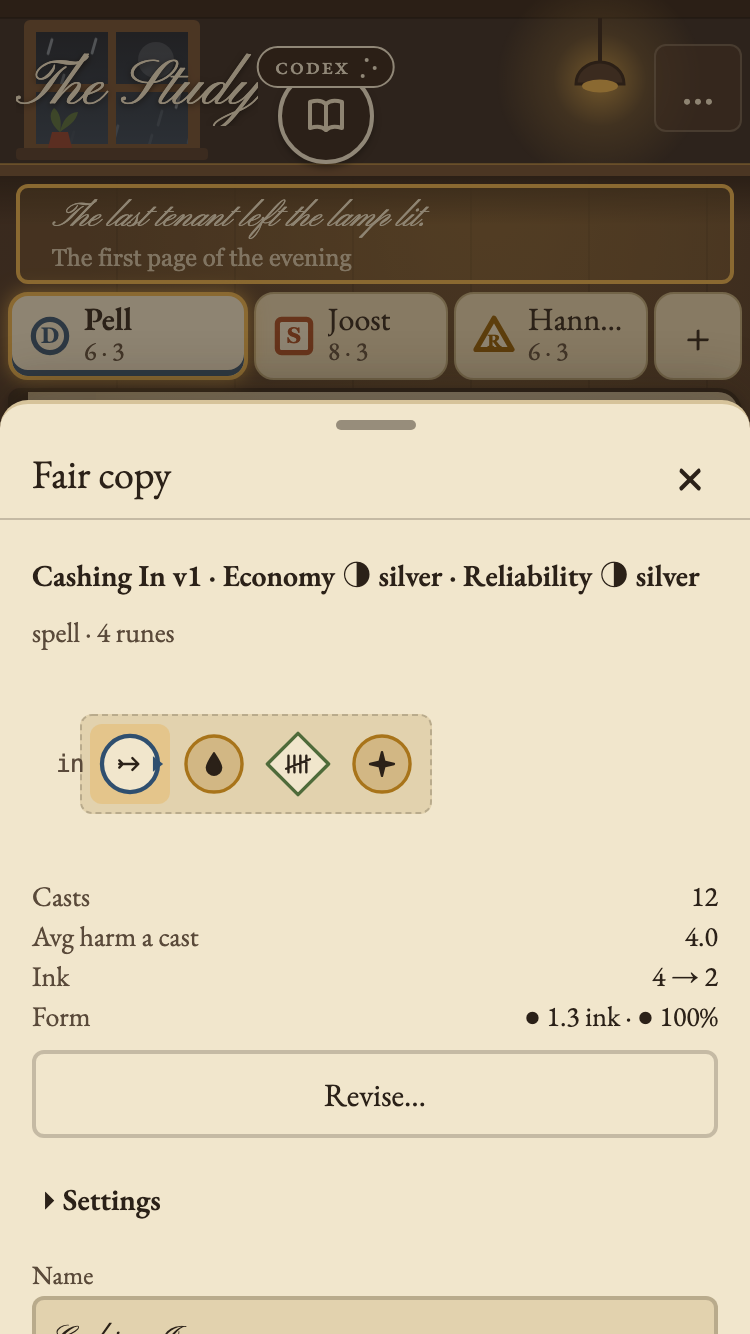 The Study
CODEX
...
The last tenant left the lamp lit.
The first page of the evening
D Pell
6 · 3
S Joost
8 · 3
R Hann...
6 · 3
+
Fair copy
Cashing In v1 · Economy ◑ silver · Reliability ◑ silver
spell · 4 runes
in
Casts 12
Avg harm a cast 4.0
Ink 4 → 2
Form ● 1.3 ink · ● 100%
Revise...
Settings
Name